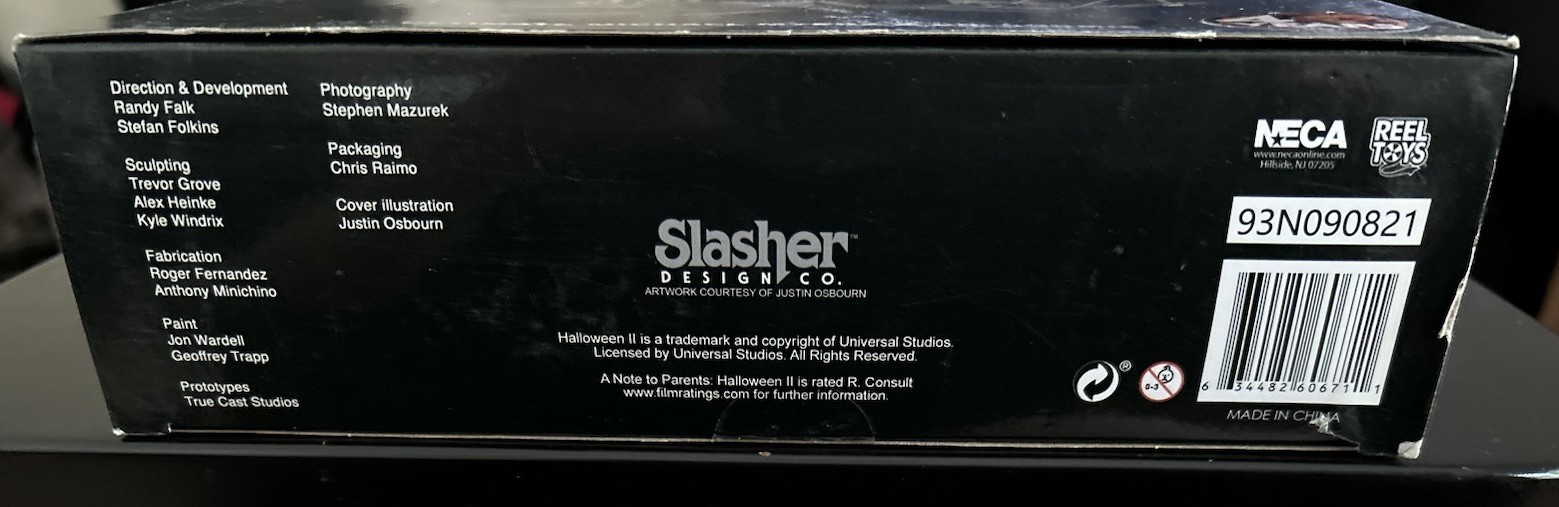 Direction & Development
Randy Falk
Stefan Folkins
Sculpting
Trevor Grove
Alex Heinke
Kyle Windrix
Fabrication
Roger Fernandez
Anthony Minichino
Paint
Jon Wardell
Geoffrey Trapp
Prototypes
True Cast Studios
Photography
Stephen Mazurek
Packaging
Chris Raimo
Cover illustration
Justin Osbourn
Slasher™
DESIGN CO.
ARTWORK COURTESY OF JUSTIN OSBOURN
Halloween II is a trademark and copyright of Universal Studios.
Licensed by Universal Studios. All Rights Reserved.
A Note to Parents: Halloween II is rated R. Consult
www.filmratings.com for further information.
NECA
www.necaonline.com
Hillside, NJ 07205
REEL
TOYS
93N090821
®
0-3
6 34482 60671 1
MADE IN CHINA